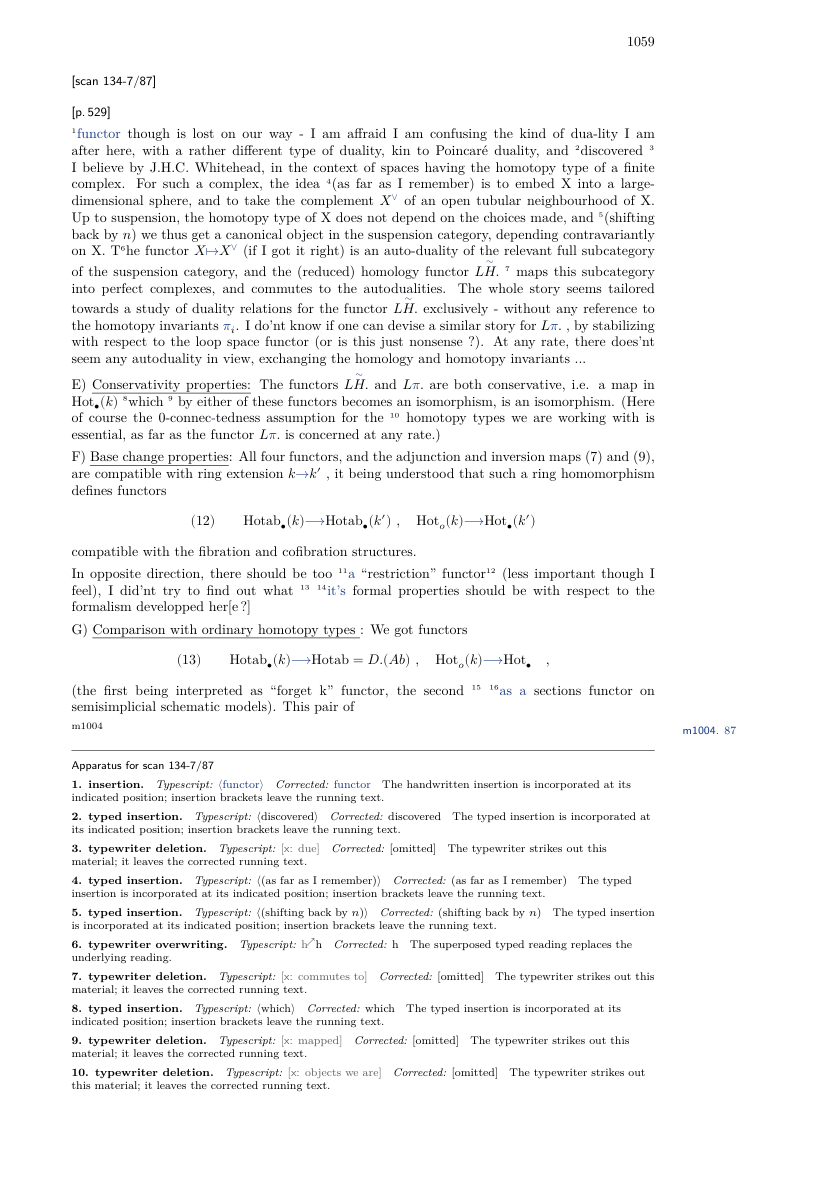 1059
[scan 134-7/87]
[p. 529]
¹functor though is lost on our way - I am affraid I am confusing the kind of dua-lity I am
after here, with a rather different type of duality, kin to Poincaré duality, and ²discovered ³
I believe by J.H.C. Whitehead, in the context of spaces having the homotopy type of a finite
complex. For such a complex, the idea ⁴(as far as I remember) is to embed X into a large-
dimensional sphere, and to take the complement X^∨ of an open tubular neighbourhood of X.
Up to suspension, the homotopy type of X does not depend on the choices made, and ⁵(shifting
back by n) we thus get a canonical object in the suspension category, depending contravariantly
on X. T⁶he functor X↦X^∨ (if I got it right) is an auto-duality of the relevant full subcategory
of the suspension category, and the (reduced) homology functor LH̃. ⁷ maps this subcategory
into perfect complexes, and commutes to the autodualities. The whole story seems tailored
towards a study of duality relations for the functor LH̃. exclusively - without any reference to
the homotopy invariants π_i. I do'nt know if one can devise a similar story for Lπ. , by stabilizing
with respect to the loop space functor (or is this just nonsense ?). At any rate, there does'nt
seem any autoduality in view, exchanging the homology and homotopy invariants ...
E) Conservativity properties: The functors LH̃. and Lπ. are both conservative, i.e. a map in
Hot_•(k) ⁸which ⁹ by either of these functors becomes an isomorphism, is an isomorphism. (Here
of course the 0-connec-tedness assumption for the ¹⁰ homotopy types we are working with is
essential, as far as the functor Lπ. is concerned at any rate.)
F) Base change properties: All four functors, and the adjunction and inversion maps (7) and (9),
are compatible with ring extension k→k′ , it being understood that such a ring homomorphism
defines functors
(12) Hotab_•(k)⟶Hotab_•(k′) , Hot_o(k)⟶Hot_•(k′)
compatible with the fibration and cofibration structures.
In opposite direction, there should be too ¹¹a “restriction” functor¹² (less important though I
feel), I did'nt try to find out what ¹³ ¹⁴it's formal properties should be with respect to the
formalism developped her[e ?]
G) Comparison with ordinary homotopy types : We got functors
(13) Hotab_•(k)⟶Hotab = D.(Ab) , Hot_o(k)⟶Hot_• ,
(the first being interpreted as “forget k” functor, the second ¹⁵ ¹⁶as a sections functor on
semisimplicial schematic models). This pair of
m1004
m1004. 87
Apparatus for scan 134-7/87
1. insertion. Typescript: ⟨functor⟩ Corrected: functor The handwritten insertion is incorporated at its
indicated position; insertion brackets leave the running text.
2. typed insertion. Typescript: ⟨discovered⟩ Corrected: discovered The typed insertion is incorporated at
its indicated position; insertion brackets leave the running text.
3. typewriter deletion. Typescript: [x: due] Corrected: [omitted] The typewriter strikes out this
material; it leaves the corrected running text.
4. typed insertion. Typescript: ⟨(as far as I remember)⟩ Corrected: (as far as I remember) The typed
insertion is incorporated at its indicated position; insertion brackets leave the running text.
5. typed insertion. Typescript: ⟨(shifting back by n)⟩ Corrected: (shifting back by n) The typed insertion
is incorporated at its indicated position; insertion brackets leave the running text.
6. typewriter overwriting. Typescript: h↗h Corrected: h The superposed typed reading replaces the
underlying reading.
7. typewriter deletion. Typescript: [x: commutes to] Corrected: [omitted] The typewriter strikes out this
material; it leaves the corrected running text.
8. typed insertion. Typescript: ⟨which⟩ Corrected: which The typed insertion is incorporated at its
indicated position; insertion brackets leave the running text.
9. typewriter deletion. Typescript: [x: mapped] Corrected: [omitted] The typewriter strikes out this
material; it leaves the corrected running text.
10. typewriter deletion. Typescript: [x: objects we are] Corrected: [omitted] The typewriter strikes out
this material; it leaves the corrected running text.